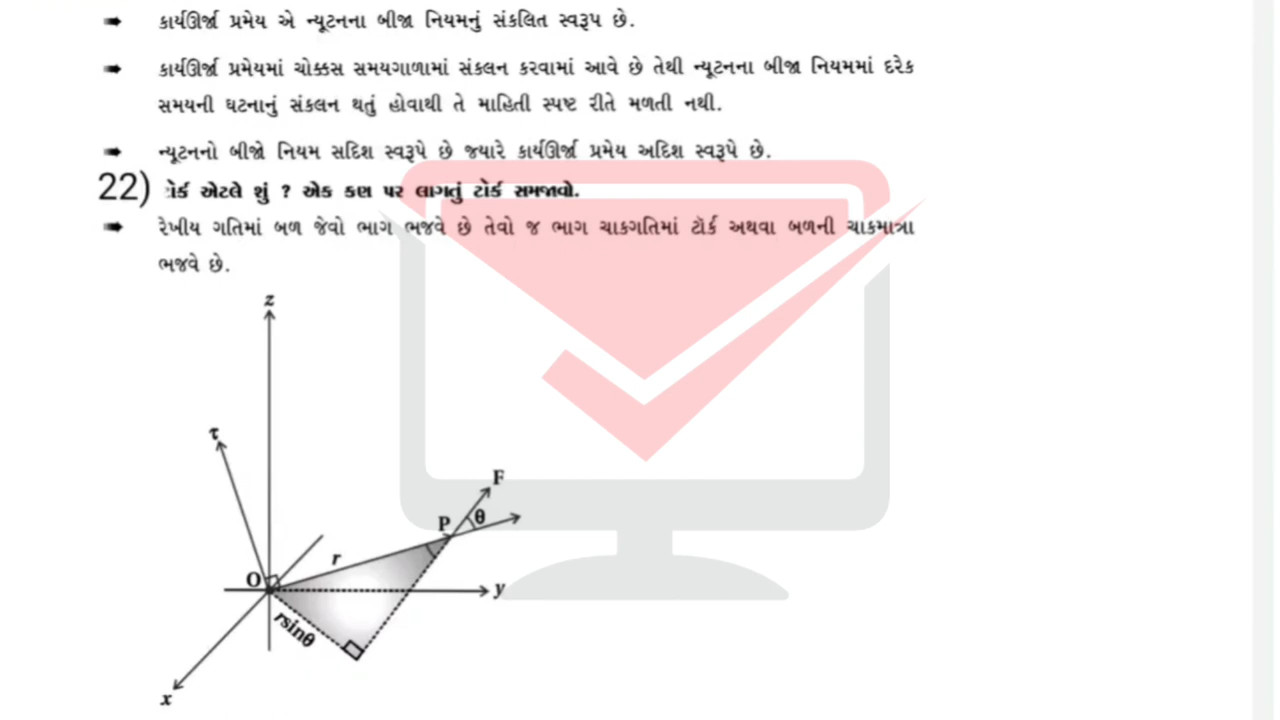 ➠ કાર્યઊર્જા પ્રમેય એ ન્યૂટનના બીજા નિયમનું સંકલિત સ્વરૂપ છે.
➠ કાર્યઊર્જા પ્રમેયમાં ચોક્કસ સમયગાળામાં સંકલન કરવામાં આવે છે તેથી ન્યૂટનના બીજા નિયમમાં દરેક
સમયની ઘટનાનું સંકલન થતું હોવાથી તે માહિતી સ્પષ્ટ રીતે મળતી નથી.
➠ ન્યૂટનનો બીજો નિયમ સદિશ સ્વરૂપે છે જ્યારે કાર્યઊર્જા પ્રમેય અદિશ સ્વરૂપે છે.
22) એટલે શું ? એક કણ પર લાગતું ટૉર્ક સમજાવો.
➠ રેખીય ગતિમાં બળ જેવો ભાગ ભજવે છે તેવો જ ભાગ ચાકગતિમાં ટૉર્ક અથવા બળની ચાકમાત્રા
ભજવે છે.
z
τ
F
P θ
r
O
y
rsinθ
x